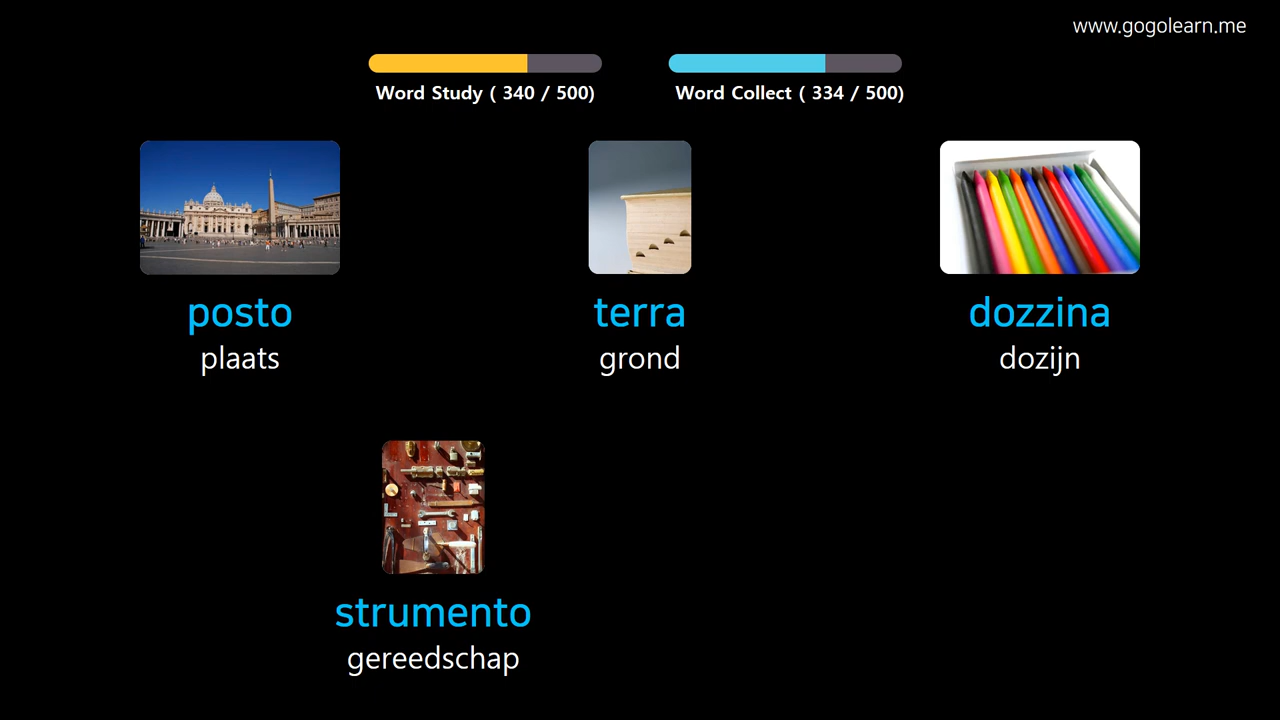 www.gogolearn.me
Word Study ( 340 / 500)
Word Collect ( 334 / 500)
posto
plaats
terra
grond
dozzina
dozijn
strumento
gereedschap